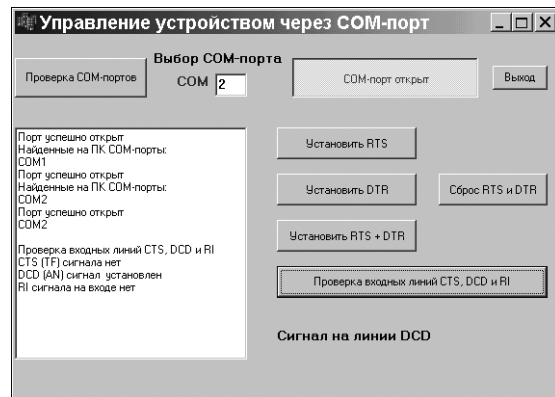 Управление устройством через COM-порт
Выбор COM-порта
Проверка COM-портов
COM 2
COM-порт открыт
Выход
Порт успешно открыт
Найденные на ПК COM-порты:
COM1
Порт успешно открыт
Найденные на ПК COM-порты:
COM2
Порт успешно открыт
COM2
Проверка входных линий CTS, DCD и RI
CTS (TF) сигнала нет
DCD (AN) сигнал установлен
RI сигнала на входе нет
Установить RTS
Установить DTR
Сброс RTS и DTR
Установить RTS + DTR
Проверка входных линий CTS, DCD и RI
Сигнал на линии DCD